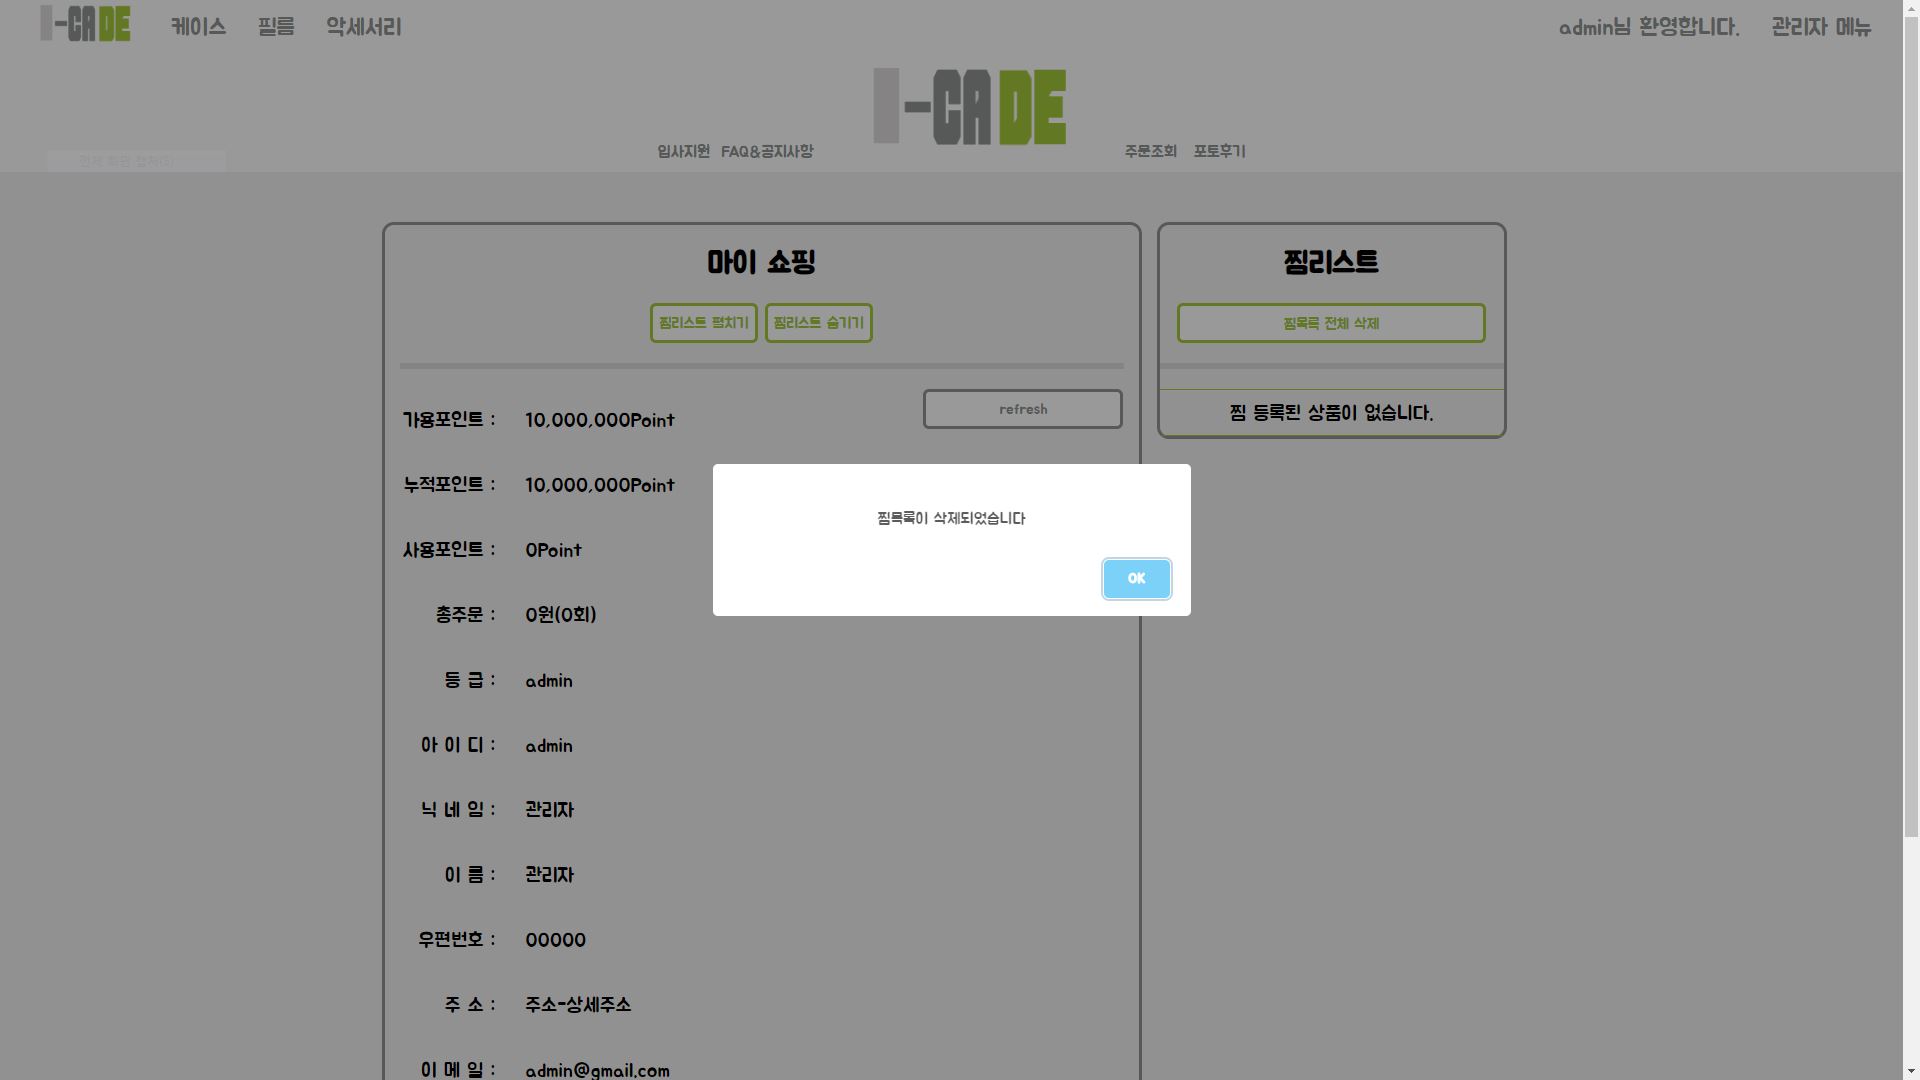 I-CADE 케이스 필름 악세서리 admin님 환영합니다. 관리자 메뉴
I-CADE
입사지원 FAQ&공지사항 주문조회 포토후기
전체 화면 캡처(S)
마이 쇼핑
찜리스트 펼치기 찜리스트 숨기기
refresh
가용포인트 : 10,000,000Point
누적포인트 : 10,000,000Point
사용포인트 : 0Point
총주문 : 0원(0회)
등 급 : admin
아 이 디 : admin
닉 네 임 : 관리자
이 름 : 관리자
우편번호 : 00000
주 소 : 주소-상세주소
이 메 일 : admin@gmail.com
찜리스트
찜목록 전체 삭제
찜 등록된 상품이 없습니다.
찜목록이 삭제되었습니다
OK